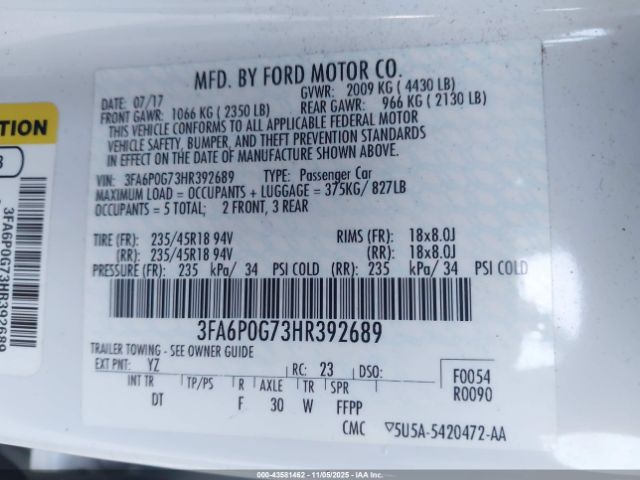 MFD. BY FORD MOTOR CO.
DATE: 07/17 GVWR: 2009 KG ( 4430 LB)
FRONT GAWR: 1066 KG ( 2350 LB) REAR GAWR: 966 KG ( 2130 LB)
THIS VEHICLE CONFORMS TO ALL APPLICABLE FEDERAL MOTOR
VEHICLE SAFETY, BUMPER, AND THEFT PREVENTION STANDARDS
IN EFFECT ON THE DATE OF MANUFACTURE SHOWN ABOVE.
VIN: 3FA6P0G73HR392689 TYPE: Passenger Car
MAXIMUM LOAD = OCCUPANTS + LUGGAGE = 375KG/ 827LB
OCCUPANTS = 5 TOTAL; 2 FRONT, 3 REAR
TIRE (FR): 235/45R18 94V RIMS (FR): 18x8.0J
(RR): 235/45R18 94V (RR): 18x8.0J
PRESSURE (FR): 235 kPa/ 34 PSI COLD (RR): 235 kPa/ 34 PSI COLD
3FA6P0G73HR392689
TRAILER TOWING - SEE OWNER GUIDE
EXT PNT: YZ RC: 23 DSO:
INT TR TP/PS R AXLE TR SPR
DT F 30 W FFPP
F0054
R0090
CMC ▽5U5A-5420472-AA
TION
3FA6P0G73HR392689
00-43581462 | 11/05/2025 | Copart, Inc.